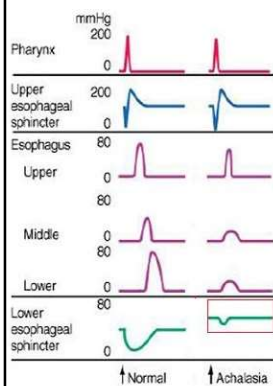 mmHg
200
Pharynx
0
Upper
esophageal
sphincter
200
0
Esophagus
80
Upper
0
80
Middle
0
80
Lower
0
Lower
esophageal
sphincter
80
0
Normal
Achalasia